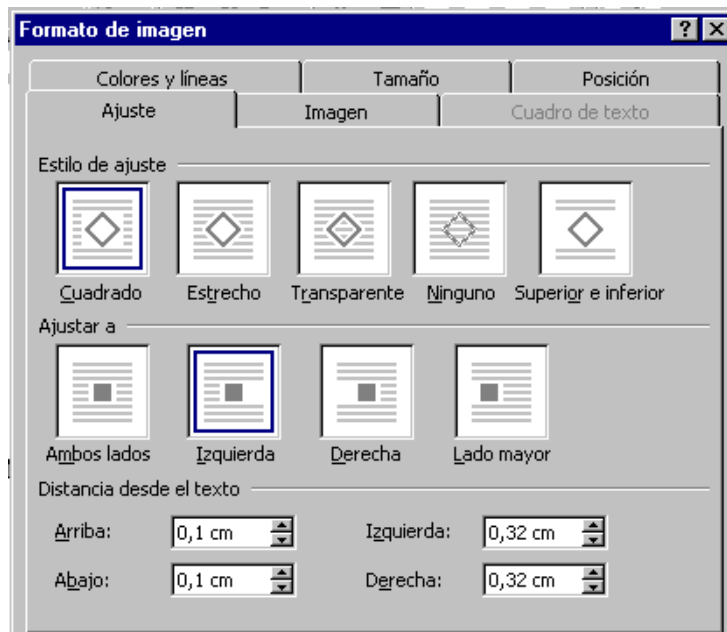 Formato de imagen
Colores y líneas Tamaño Posición
Ajuste Imagen Cuadro de texto
Estilo de ajuste
Cuadrado Estrecho Transparente Ninguno Superior e inferior
Ajustar a
Ambos lados Izquierda Derecha Lado mayor
Distancia desde el texto
Arriba: 0,1 cm Izquierda: 0,32 cm
Abajo: 0,1 cm Derecha: 0,32 cm